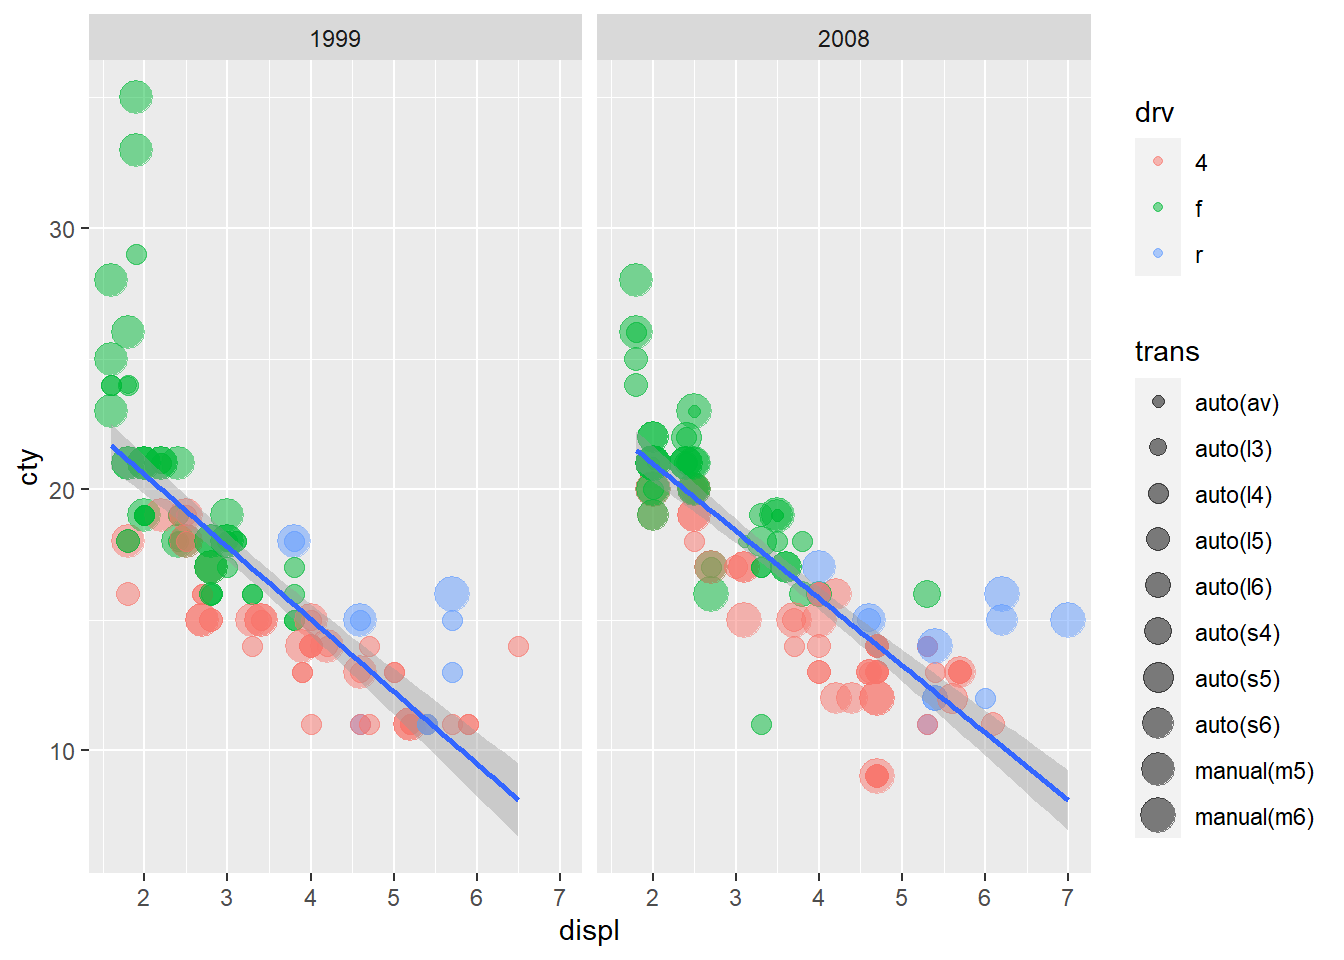 1999
2008
cty
30
20
10
2 3 4 5 6 7
2 3 4 5 6 7
displ
drv
4
f
r
trans
auto(av)
auto(l3)
auto(l4)
auto(l5)
auto(l6)
auto(s4)
auto(s5)
auto(s6)
manual(m5)
manual(m6)